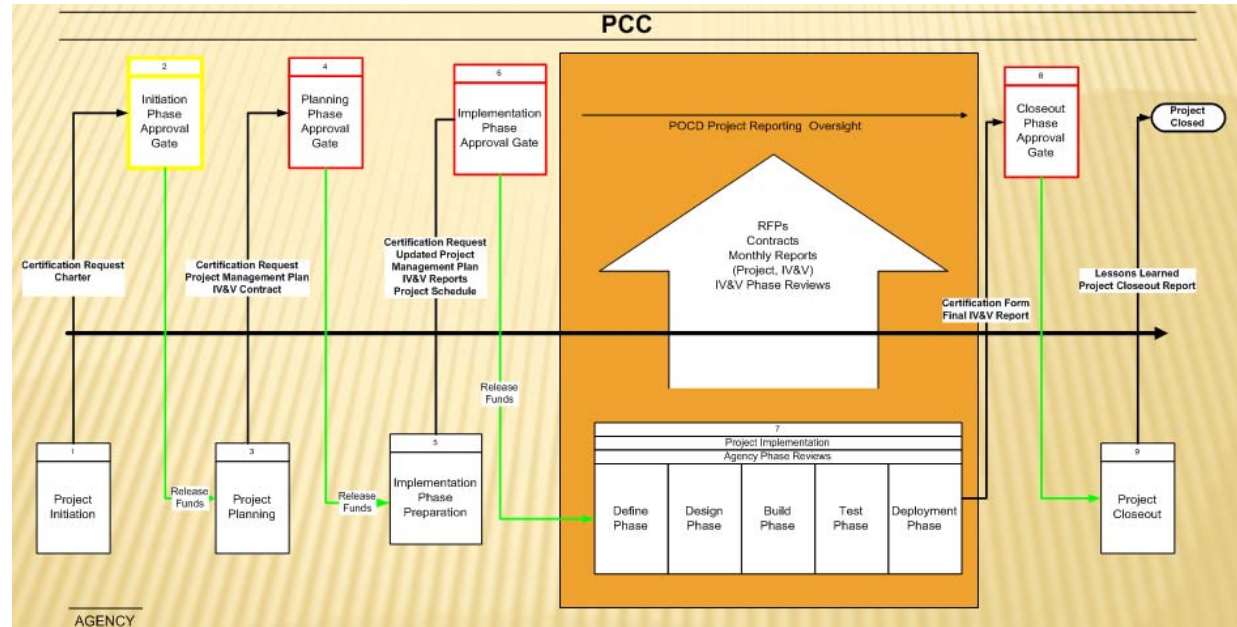 PCC
2
Initiation
Phase
Approval
Gate
4
Planning
Phase
Approval
Gate
6
Implementation
Phase
Approval Gate
POCD Project Reporting Oversight
8
Closeout
Phase
Approval
Gate
Project
Closed
Certification Request
Charter
Certification Request
Project Management Plan
IV&V Contract
Certification Request
Updated Project
Management Plan
IV&V Reports
Project Schedule
RFPs
Contracts
Monthly Reports
(Project, IV&V)
IV&V Phase Reviews
Certification Form
Final IV&V Report
Lessons Learned
Project Closeout Report
1
Project
Initiation
Release
Funds
3
Project
Planning
Release
Funds
5
Implementation
Phase
Preparation
Release
Funds
7
Project Implementation
Agency Phase Reviews
Define
Phase
Design
Phase
Build
Phase
Test
Phase
Deployment
Phase
9
Project
Closeout
AGENCY